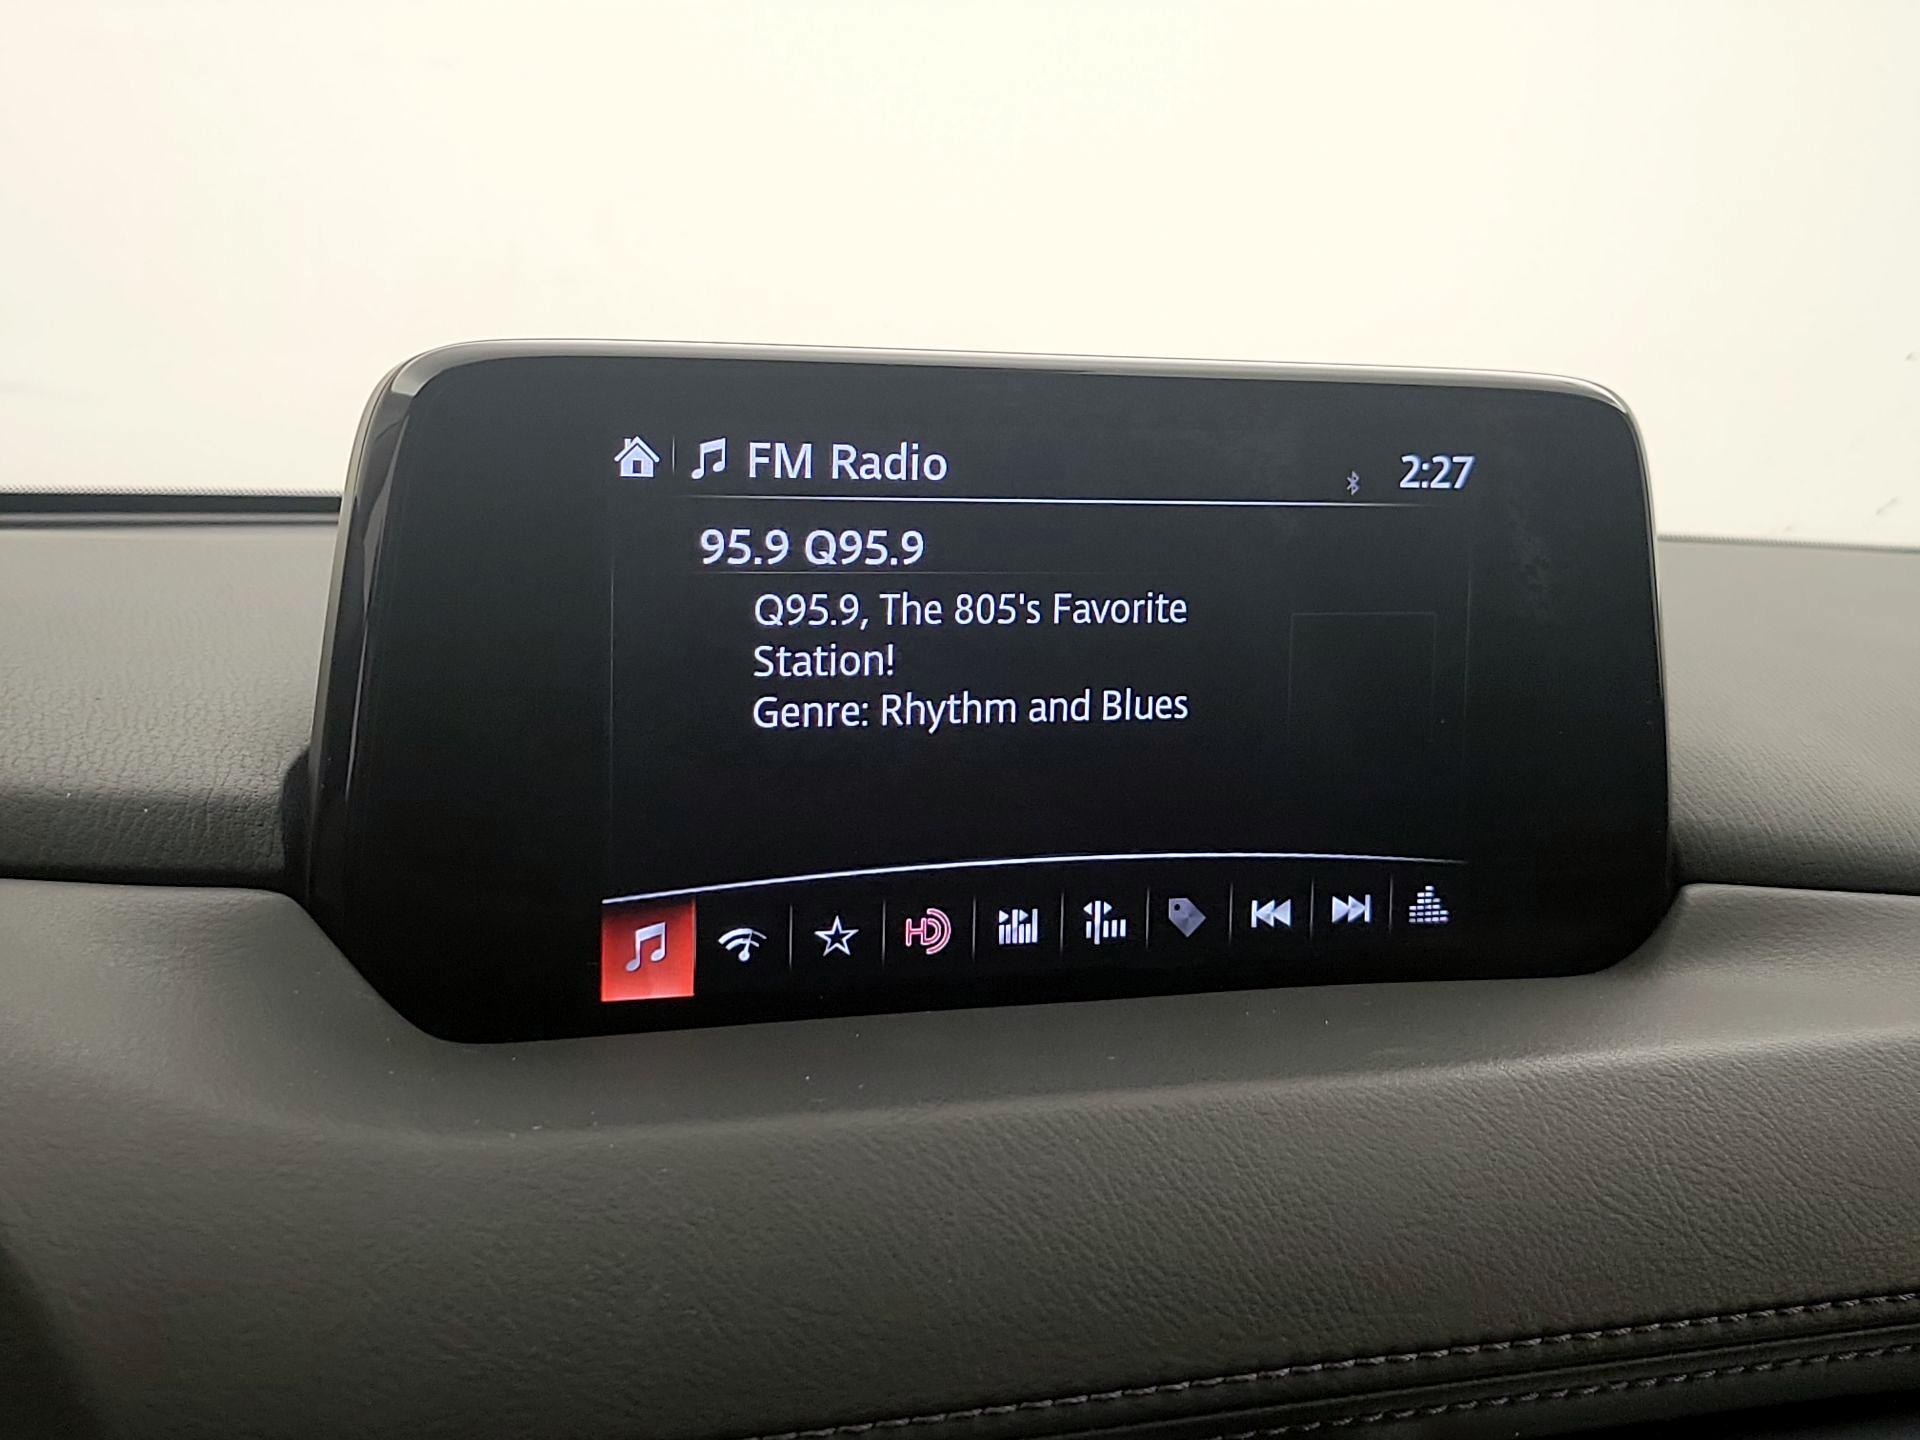 FM Radio
2:27
95.9 Q95.9
Q95.9, The 805's Favorite
Station!
Genre: Rhythm and Blues
HD